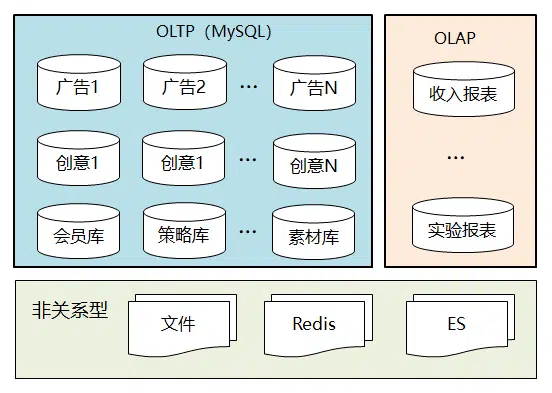 OLTP（MySQL）
广告1 广告2 … 广告N
创意1 创意1 … 创意N
会员库 策略库 … 素材库
OLAP
收入报表
…
实验报表
非关系型
文件 Redis ES